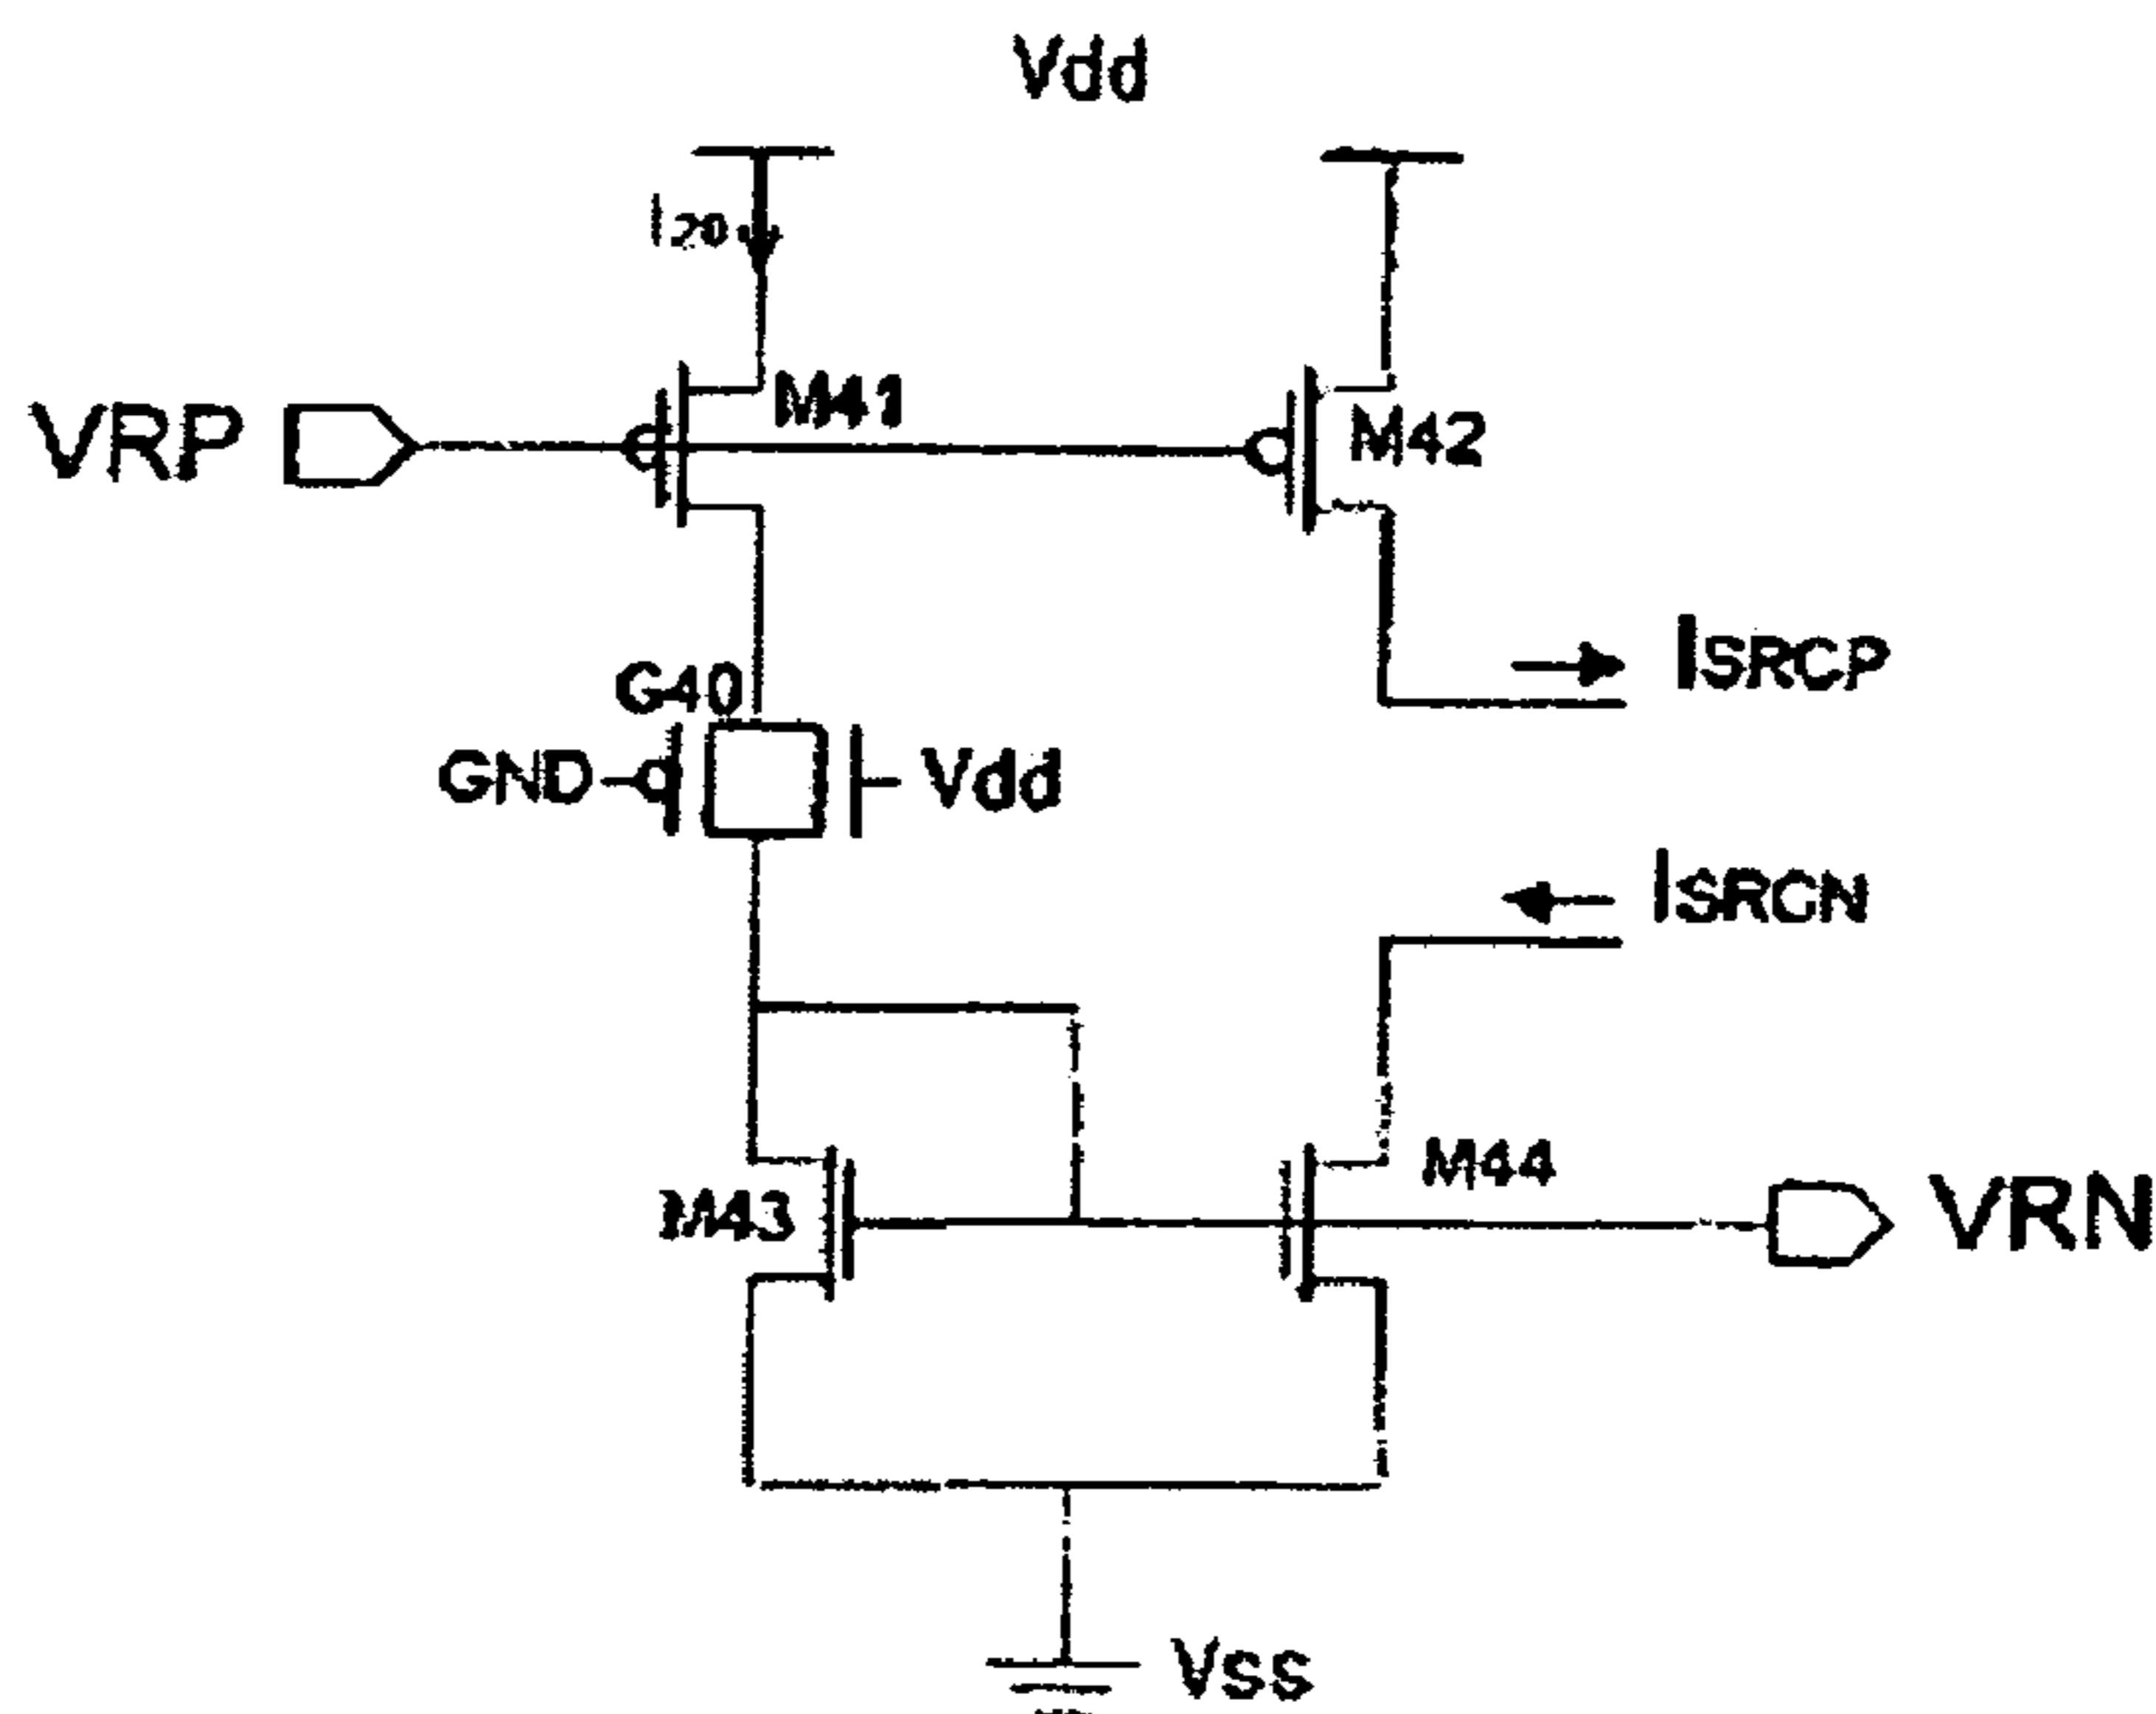 Vdd
I20
M41
VRP
M42
ISRCP
G40
GND
Vdd
ISRCN
M44
M43
VRN
VSS